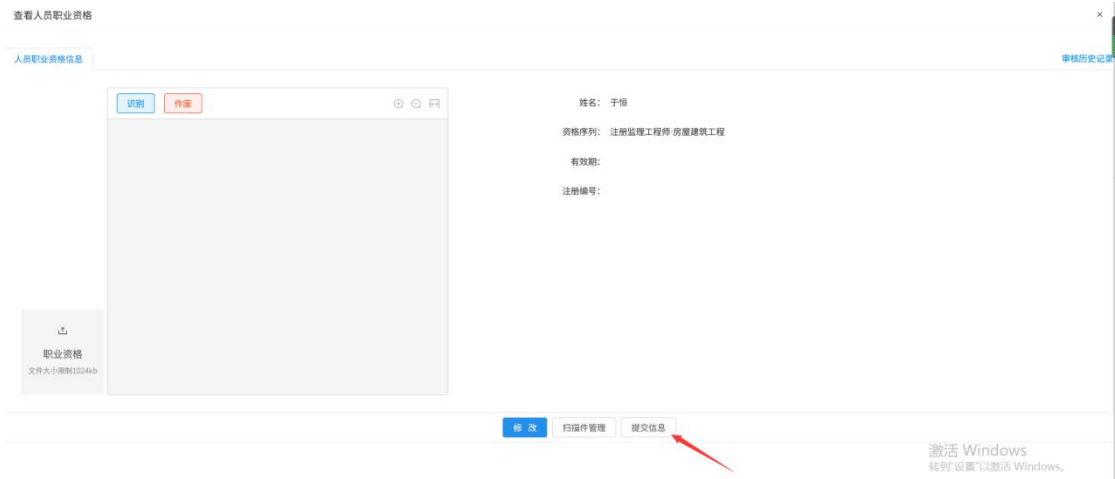 查看人员职业资格
人员职业资格信息
审核历史记录
识别 作废
姓名： 于恒
资格序列： 注册监理工程师·房屋建筑工程
有效期：
注册编号：
职业资格
文件大小限制1024kb
修 改 扫描件管理 提交信息
激活 Windows
转到"设置"以激活 Windows。